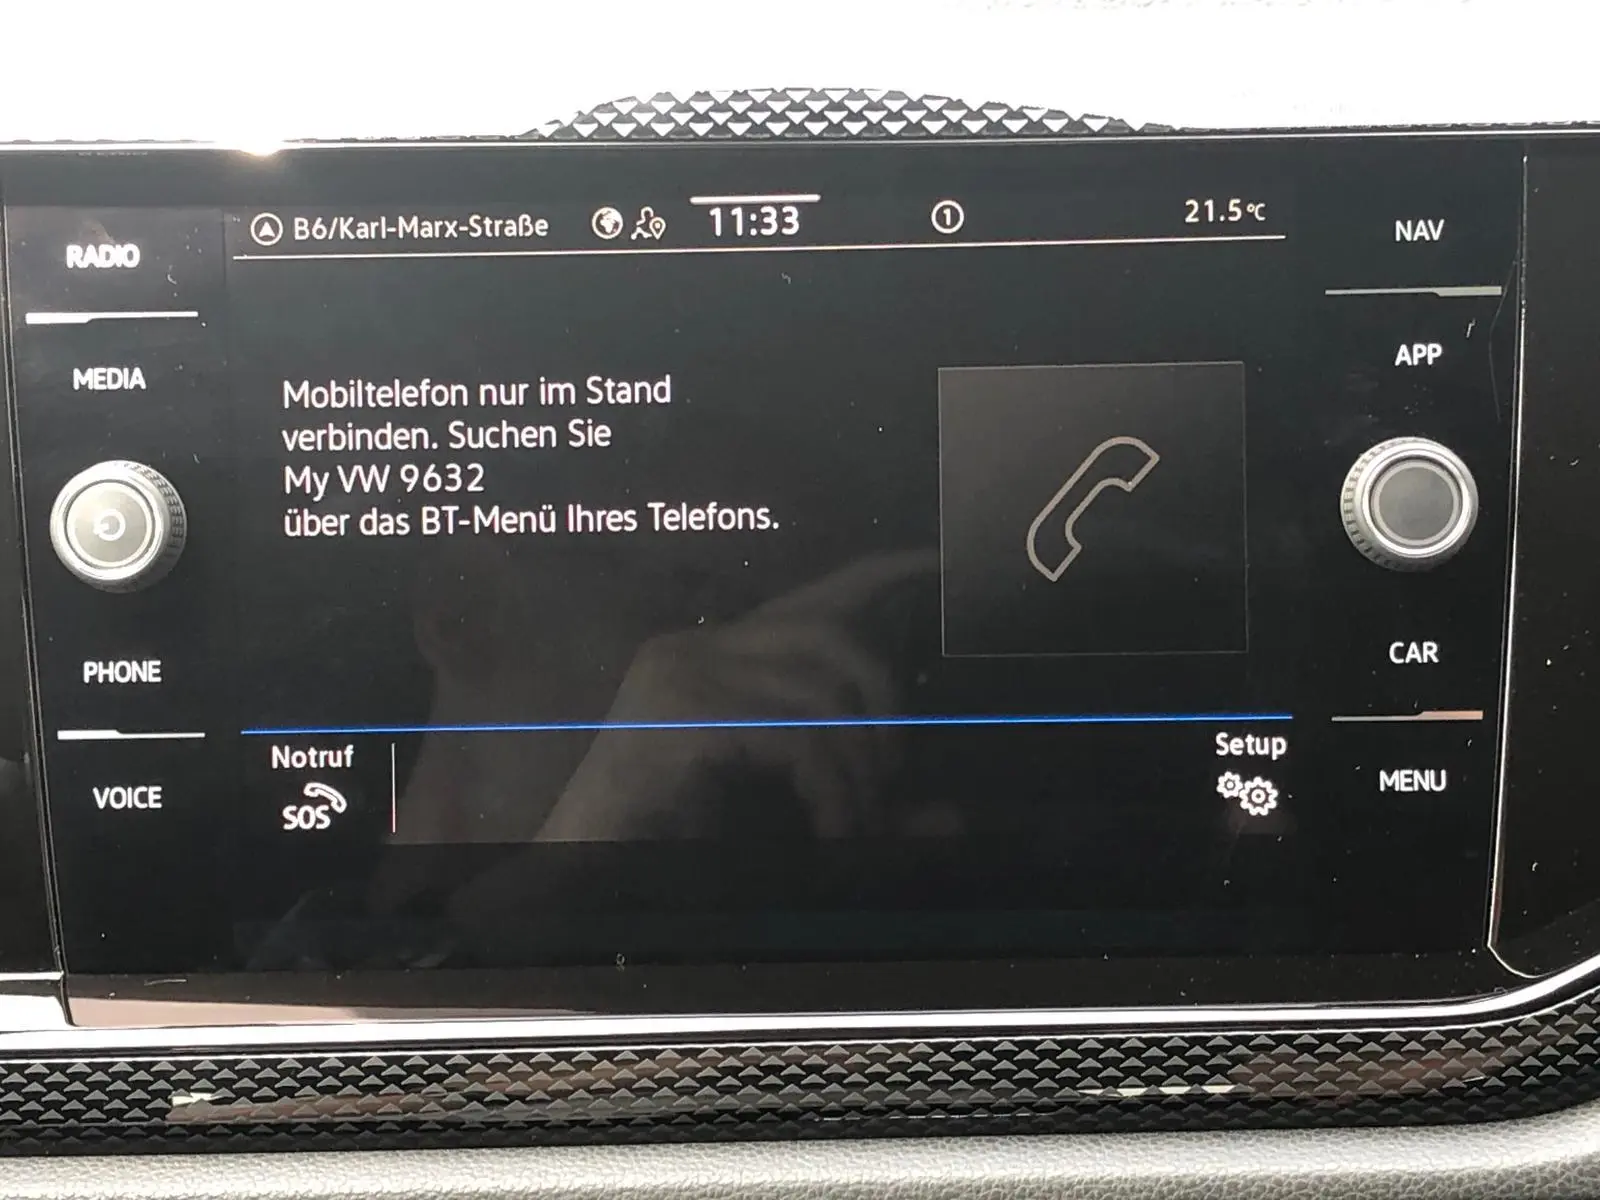 B6/Karl-Marx-Straße 11:33 1 21.5°C
RADIO
NAV
MEDIA
APP
Mobiltelefon nur im Stand
verbinden. Suchen Sie
My VW 9632
über das BT-Menü Ihres Telefons.
PHONE
CAR
Notruf
SOS
Setup
VOICE
MENU